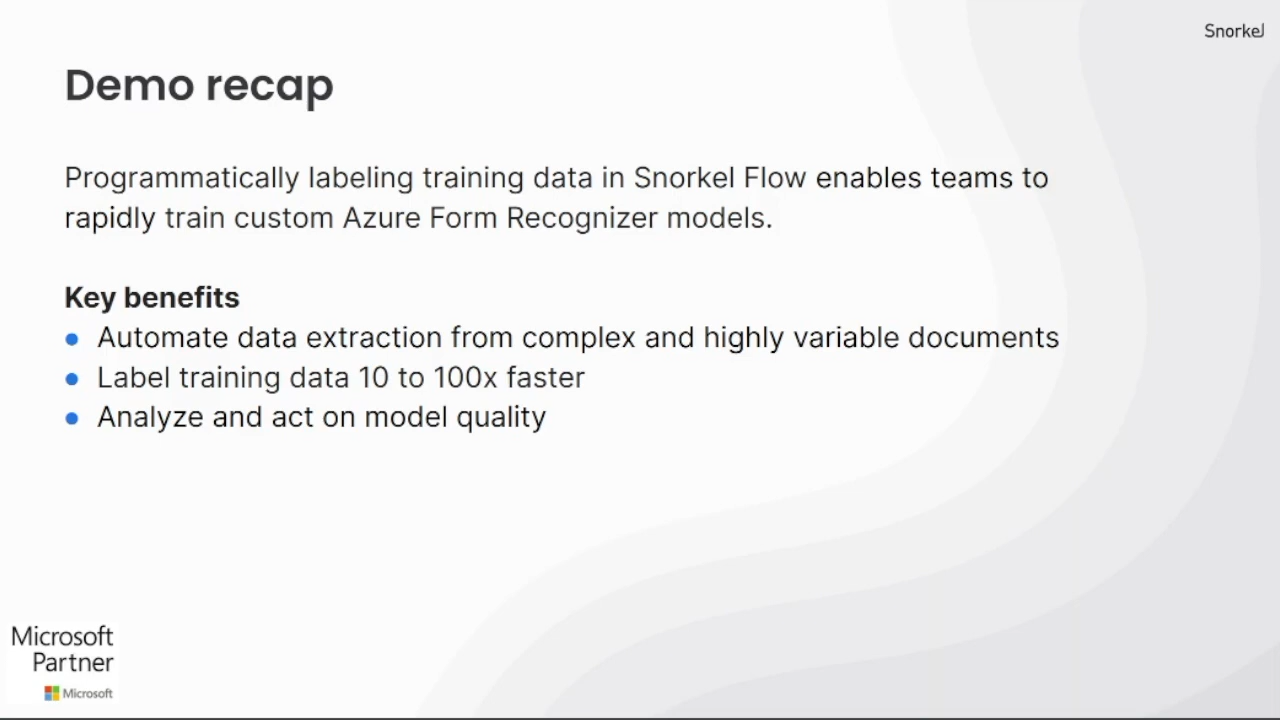 Snorkel
Demo recap
Programmatically labeling training data in Snorkel Flow enables teams to
rapidly train custom Azure Form Recognizer models.
Key benefits
● Automate data extraction from complex and highly variable documents
● Label training data 10 to 100x faster
● Analyze and act on model quality
Microsoft
Partner
Microsoft